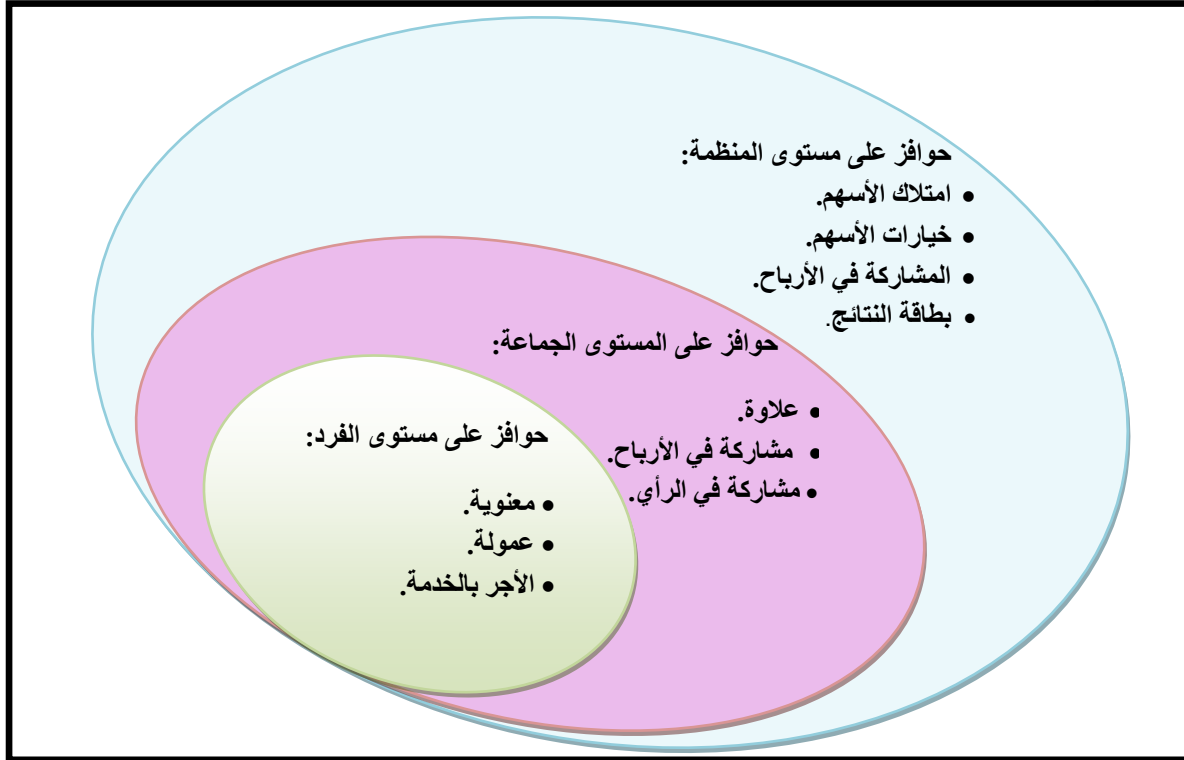 حوافز على مستوى المنظمة:
• امتلاك الأسهم.
• خيارات الأسهم.
• المشاركة في الأرباح.
• بطاقة النتائج.
حوافز على المستوى الجماعة:
• علاوة.
• مشاركة في الأرباح.
• مشاركة في الرأي.
حوافز على مستوى الفرد:
• معنوية.
• عمولة.
• الأجر بالخدمة.